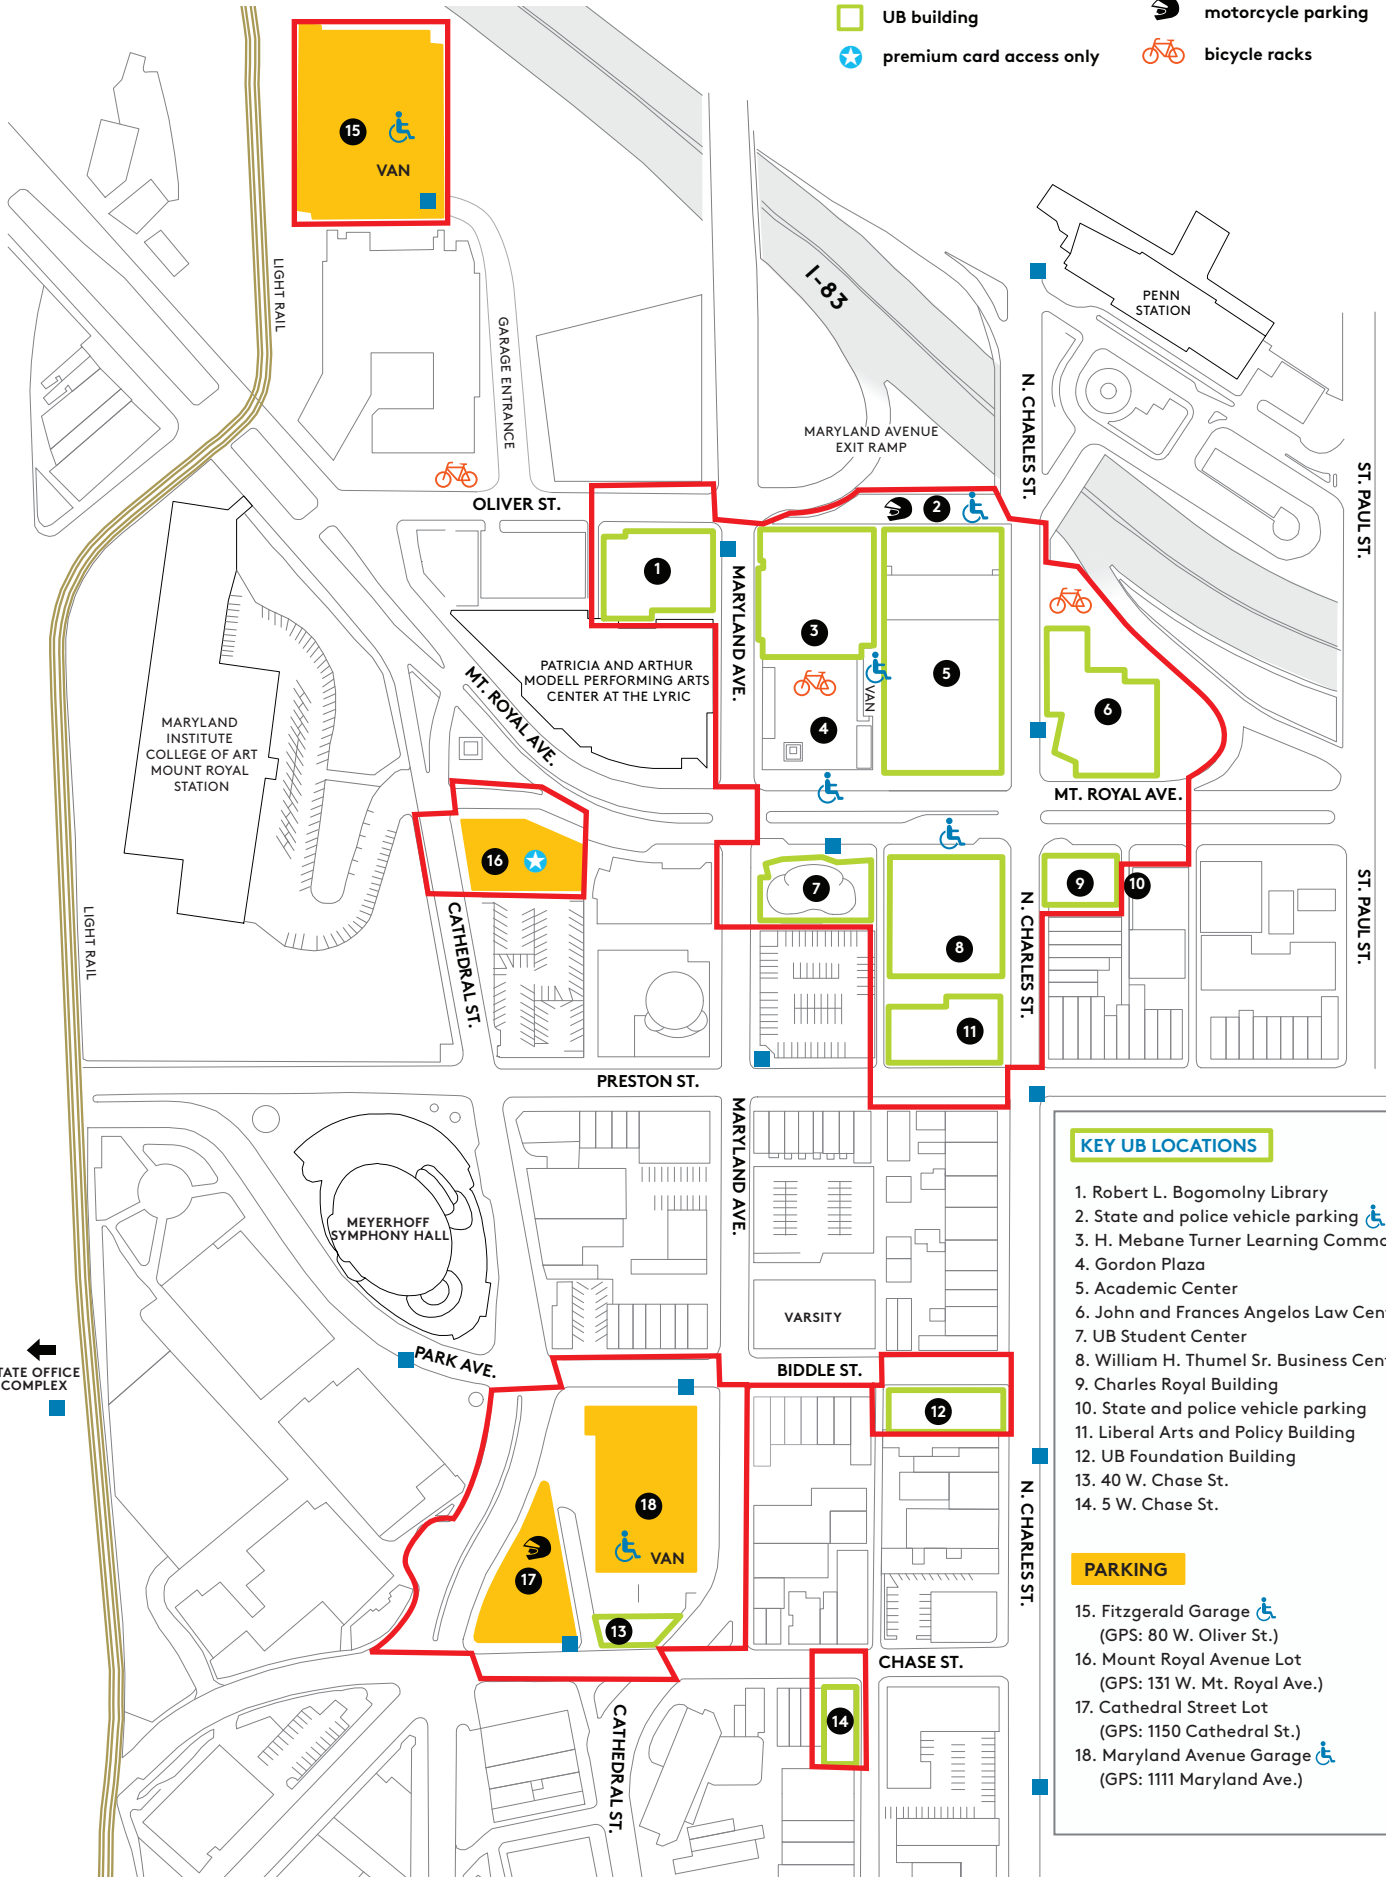 UB building
motorcycle parking
premium card access only
bicycle racks
15
VAN
LIGHT RAIL
GARAGE ENTRANCE
I-83
PENN
STATION
N. CHARLES ST.
MARYLAND AVENUE
EXIT RAMP
ST. PAUL ST.
OLIVER ST.
2
1
MARYLAND AVE.
3
5
VAN
4
6
PATRICIA AND ARTHUR
MODELL PERFORMING ARTS
CENTER AT THE LYRIC
MT. ROYAL AVE.
MARYLAND
INSTITUTE
COLLEGE OF ART
MOUNT ROYAL
STATION
MT. ROYAL AVE.
16
7
9
10
8
11
CATHEDRAL ST.
N. CHARLES ST.
ST. PAUL ST.
LIGHT RAIL
PRESTON ST.
MARYLAND AVE.
MEYERHOFF
SYMPHONY HALL
VARSITY
PARK AVE.
BIDDLE ST.
TATE OFFICE
COMPLEX
12
18
VAN
17
13
N. CHARLES ST.
CHASE ST.
14
CATHEDRAL ST.
KEY UB LOCATIONS
1. Robert L. Bogomolny Library
2. State and police vehicle parking
3. H. Mebane Turner Learning Commo
4. Gordon Plaza
5. Academic Center
6. John and Frances Angelos Law Cent
7. UB Student Center
8. William H. Thumel Sr. Business Cent
9. Charles Royal Building
10. State and police vehicle parking
11. Liberal Arts and Policy Building
12. UB Foundation Building
13. 40 W. Chase St.
14. 5 W. Chase St.
PARKING
15. Fitzgerald Garage
(GPS: 80 W. Oliver St.)
16. Mount Royal Avenue Lot
(GPS: 131 W. Mt. Royal Ave.)
17. Cathedral Street Lot
(GPS: 1150 Cathedral St.)
18. Maryland Avenue Garage
(GPS: 1111 Maryland Ave.)